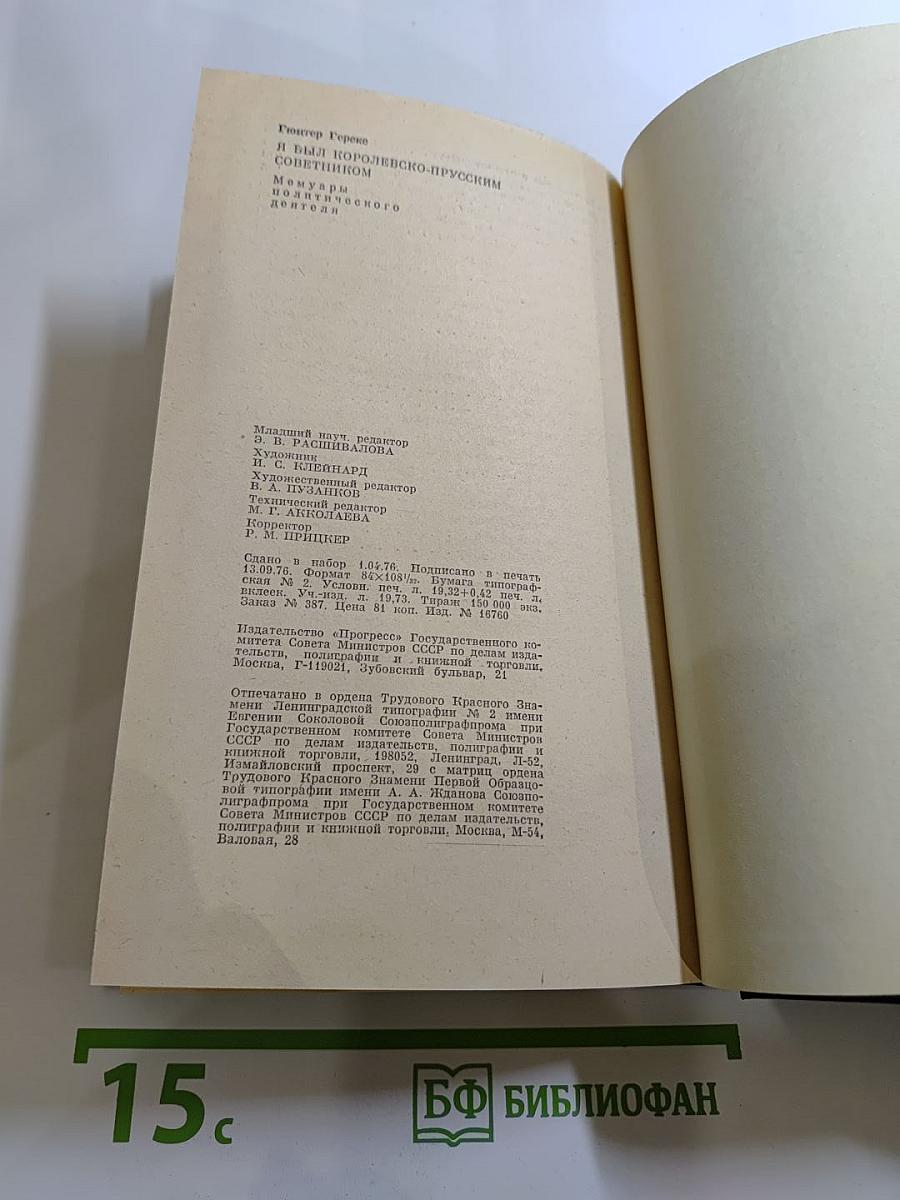 Гюнтер Гереке
Я БЫЛ КОРОЛЕВСКО-ПРУССКИМ
СОВЕТНИКОМ
Мемуары
политического
деятеля
Младший науч. редактор
Э. В. РАСШИВАЛОВА
Художник
И. С. КЛЕЙНАРД
Художественный редактор
В. А. ПУЗАНКОВ
Технический редактор
М. Г. АККОЛАЕВА
Корректор
Р. М. ПРИЦКЕР
Сдано в набор 1.04.76. Подписано в печать
13.09.76. Формат 84×108¹/₃₂. Бумага типограф-
ская № 2. Условн. печ. л. 19,32+0,42 печ. л.
вклеек. Уч.-изд. л. 19,73. Тираж 150 000 экз.
Заказ № 387. Цена 81 коп. Изд. № 16760
Издательство «Прогресс» Государственного ко-
митета Совета Министров СССР по делам изда-
тельств, полиграфии и книжной торговли.
Москва, Г-119021, Зубовский бульвар, 21
Отпечатано в ордена Трудового Красного Зна-
мени Ленинградской типографии № 2 имени
Евгении Соколовой Союзполиграфпрома при
Государственном комитете Совета Министров
СССР по делам издательств, полиграфии и
книжной торговли, 198052, Ленинград, Л-52,
Измайловский проспект, 29 с матриц ордена
Трудового Красного Знамени Первой Образцо-
вой типографии имени А. А. Жданова Союзпо-
лиграфпрома при Государственном комитете
Совета Министров СССР по делам издательств,
полиграфии и книжной торговли. Москва, М-54,
Валовая, 28
15 с
БФ БИБЛИОФАН